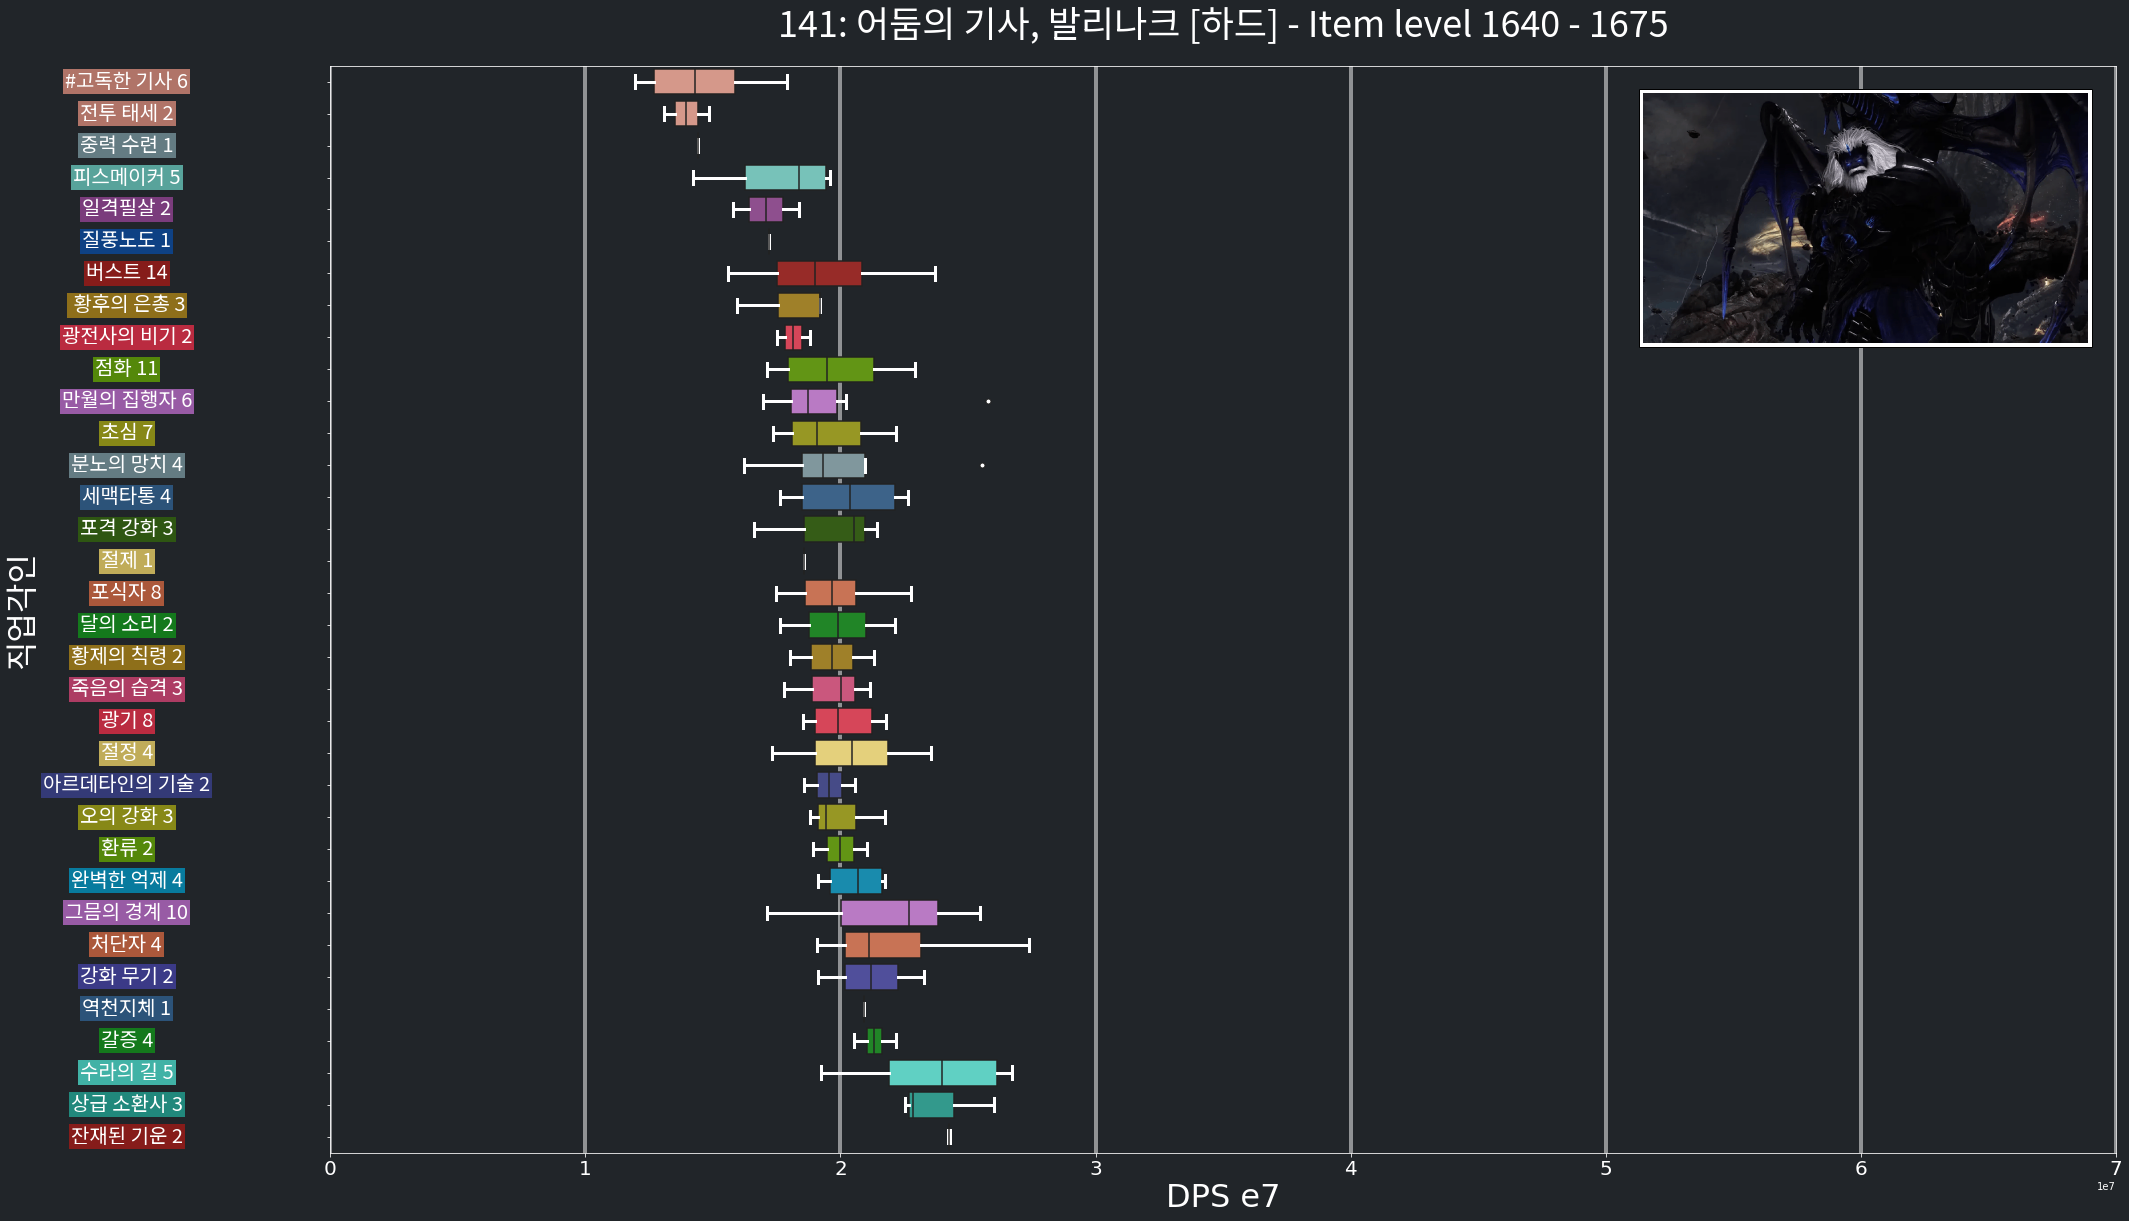 141: 어둠의 기사, 발리나크 [하드] - Item level 1640 - 1675
직업각인
#고독한 기사 6
전투 태세 2
중력 수련 1
피스메이커 5
일격필살 2
질풍노도 1
버스트 14
황후의 은총 3
광전사의 비기 2
점화 11
만월의 집행자 6
초심 7
분노의 망치 4
세맥타통 4
포격 강화 3
절제 1
포식자 8
달의 소리 2
황제의 칙령 2
죽음의 습격 3
광기 8
절정 4
아르데타인의 기술 2
오의 강화 3
환류 2
완벽한 억제 4
그믐의 경계 10
처단자 4
강화 무기 2
역천지체 1
갈증 4
수라의 길 5
상급 소환사 3
잔재된 기운 2
0 1 2 3 4 5 6 7
1e7
DPS e7